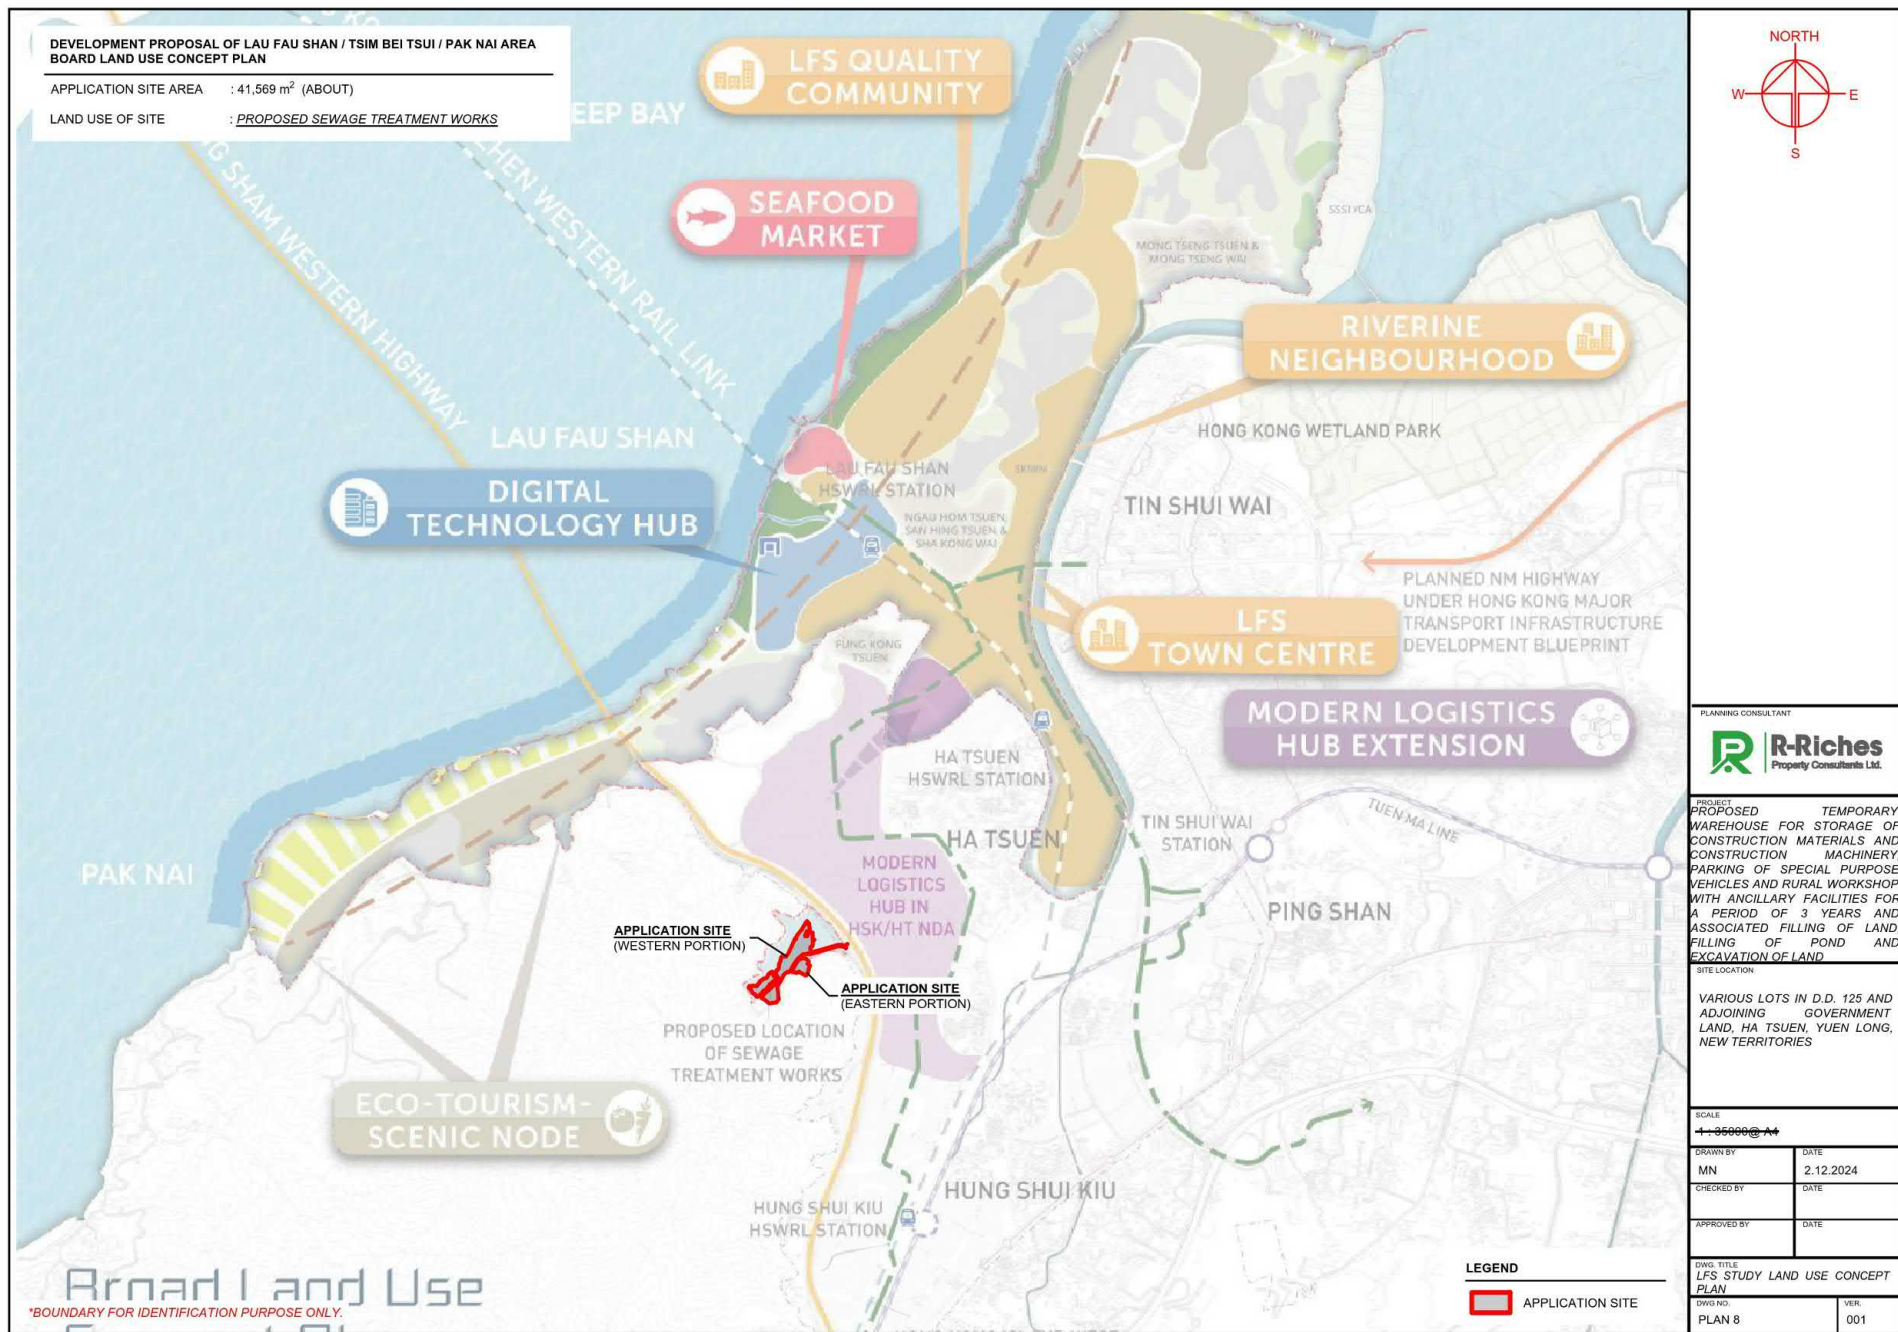 DEVELOPMENT PROPOSAL OF LAU FAU SHAN / TSIM BEI TSUI / PAK NAI AREA
BOARD LAND USE CONCEPT PLAN
APPLICATION SITE AREA : 41,569 m² (ABOUT)
LAND USE OF SITE : PROPOSED SEWAGE TREATMENT WORKS
EEP BAY
LFS QUALITY
COMMUNITY
SEAFOOD
MARKET
G SHAM WESTERN HIGHWAY
ZHEN WESTERN RAIL LINK
SSSI
MONG TSENG TSUEN &
MONG TSENG WAI
RIVERINE
NEIGHBOURHOOD
HONG KONG WETLAND PARK
LAU FAU SHAN
LAU FAU SHAN
HSWRL STATION
SKMWNI
DIGITAL
TECHNOLOGY HUB
NGAU HOM TSUEN,
SAN HING TSUEN &
SHA KONG WAI
TIN SHUI WAI
PLANNED NM HIGHWAY
UNDER HONG KONG MAJOR
TRANSPORT INFRASTRUCTURE
DEVELOPMENT BLUEPRINT
LFS
TOWN CENTRE
FUNG KONG
TSUEN
MODERN LOGISTICS
HUB EXTENSION
HA TSUEN
HSWRL STATION
HA TSUEN
TIN SHUI WAI
STATION
TUEN MA LINE
PAK NAI
MODERN
LOGISTICS
HUB IN
HSK/HT NDA
PING SHAN
APPLICATION SITE
(WESTERN PORTION)
APPLICATION SITE
(EASTERN PORTION)
PROPOSED LOCATION
OF SEWAGE
TREATMENT WORKS
ECO-TOURISM-
SCENIC NODE
HUNG SHUI KIU
HUNG SHUI KIU
HSWRL STATION
Broad Land Use
*BOUNDARY FOR IDENTIFICATION PURPOSE ONLY.
LEGEND
APPLICATION SITE
NORTH
W
E
S
PLANNING CONSULTANT
R-Riches
Property Consultants Ltd.
PROJECT
PROPOSED TEMPORARY
WAREHOUSE FOR STORAGE OF
CONSTRUCTION MATERIALS AND
CONSTRUCTION MACHINERY,
PARKING OF SPECIAL PURPOSE
VEHICLES AND RURAL WORKSHOP
WITH ANCILLARY FACILITIES FOR
A PERIOD OF 3 YEARS AND
ASSOCIATED FILLING OF LAND,
FILLING OF POND AND
EXCAVATION OF LAND
SITE LOCATION
VARIOUS LOTS IN D.D. 125 AND
ADJOINING GOVERNMENT
LAND, HA TSUEN, YUEN LONG,
NEW TERRITORIES
SCALE
1 : 35000@ A4
DRAWN BY
MN
DATE
2.12.2024
CHECKED BY
DATE
APPROVED BY
DATE
DWG. TITLE
LFS STUDY LAND USE CONCEPT
PLAN
DWG NO.
PLAN 8
VER.
001